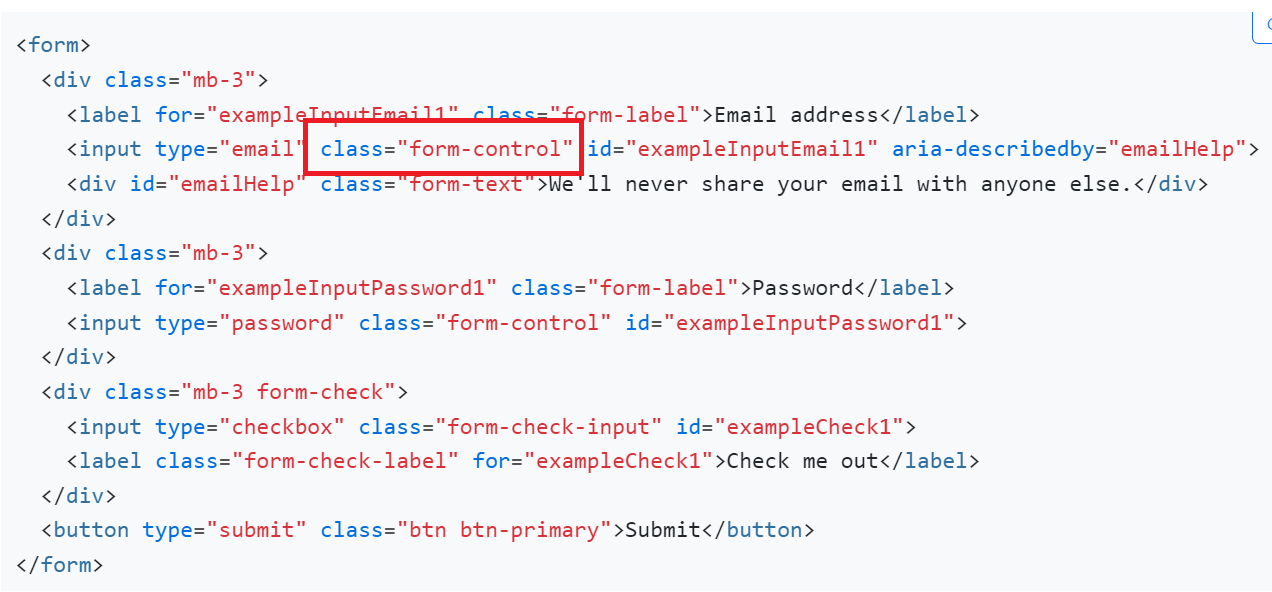 <form>
<div class="mb-3">
<label for="exampleInputEmail1" class="form-label">Email address</label>
<input type="email" class="form-control" id="exampleInputEmail1" aria-describedby="emailHelp">
<div id="emailHelp" class="form-text">We'll never share your email with anyone else.</div>
</div>
<div class="mb-3">
<label for="exampleInputPassword1" class="form-label">Password</label>
<input type="password" class="form-control" id="exampleInputPassword1">
</div>
<div class="mb-3 form-check">
<input type="checkbox" class="form-check-input" id="exampleCheck1">
<label class="form-check-label" for="exampleCheck1">Check me out</label>
</div>
<button type="submit" class="btn btn-primary">Submit</button>
</form>